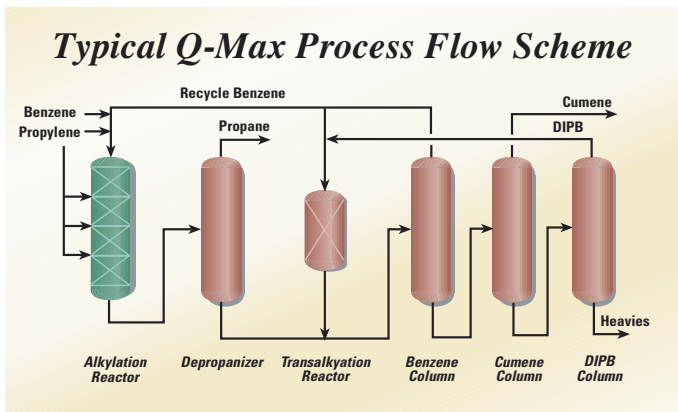 Typical Q-Max Process Flow Scheme
Recycle Benzene
Benzene
Propylene
Propane
Cumene
DIPB
Heavies
Alkylation
Reactor
Depropanizer
Transalkyation
Reactor
Benzene
Column
Cumene
Column
DIPB
Column